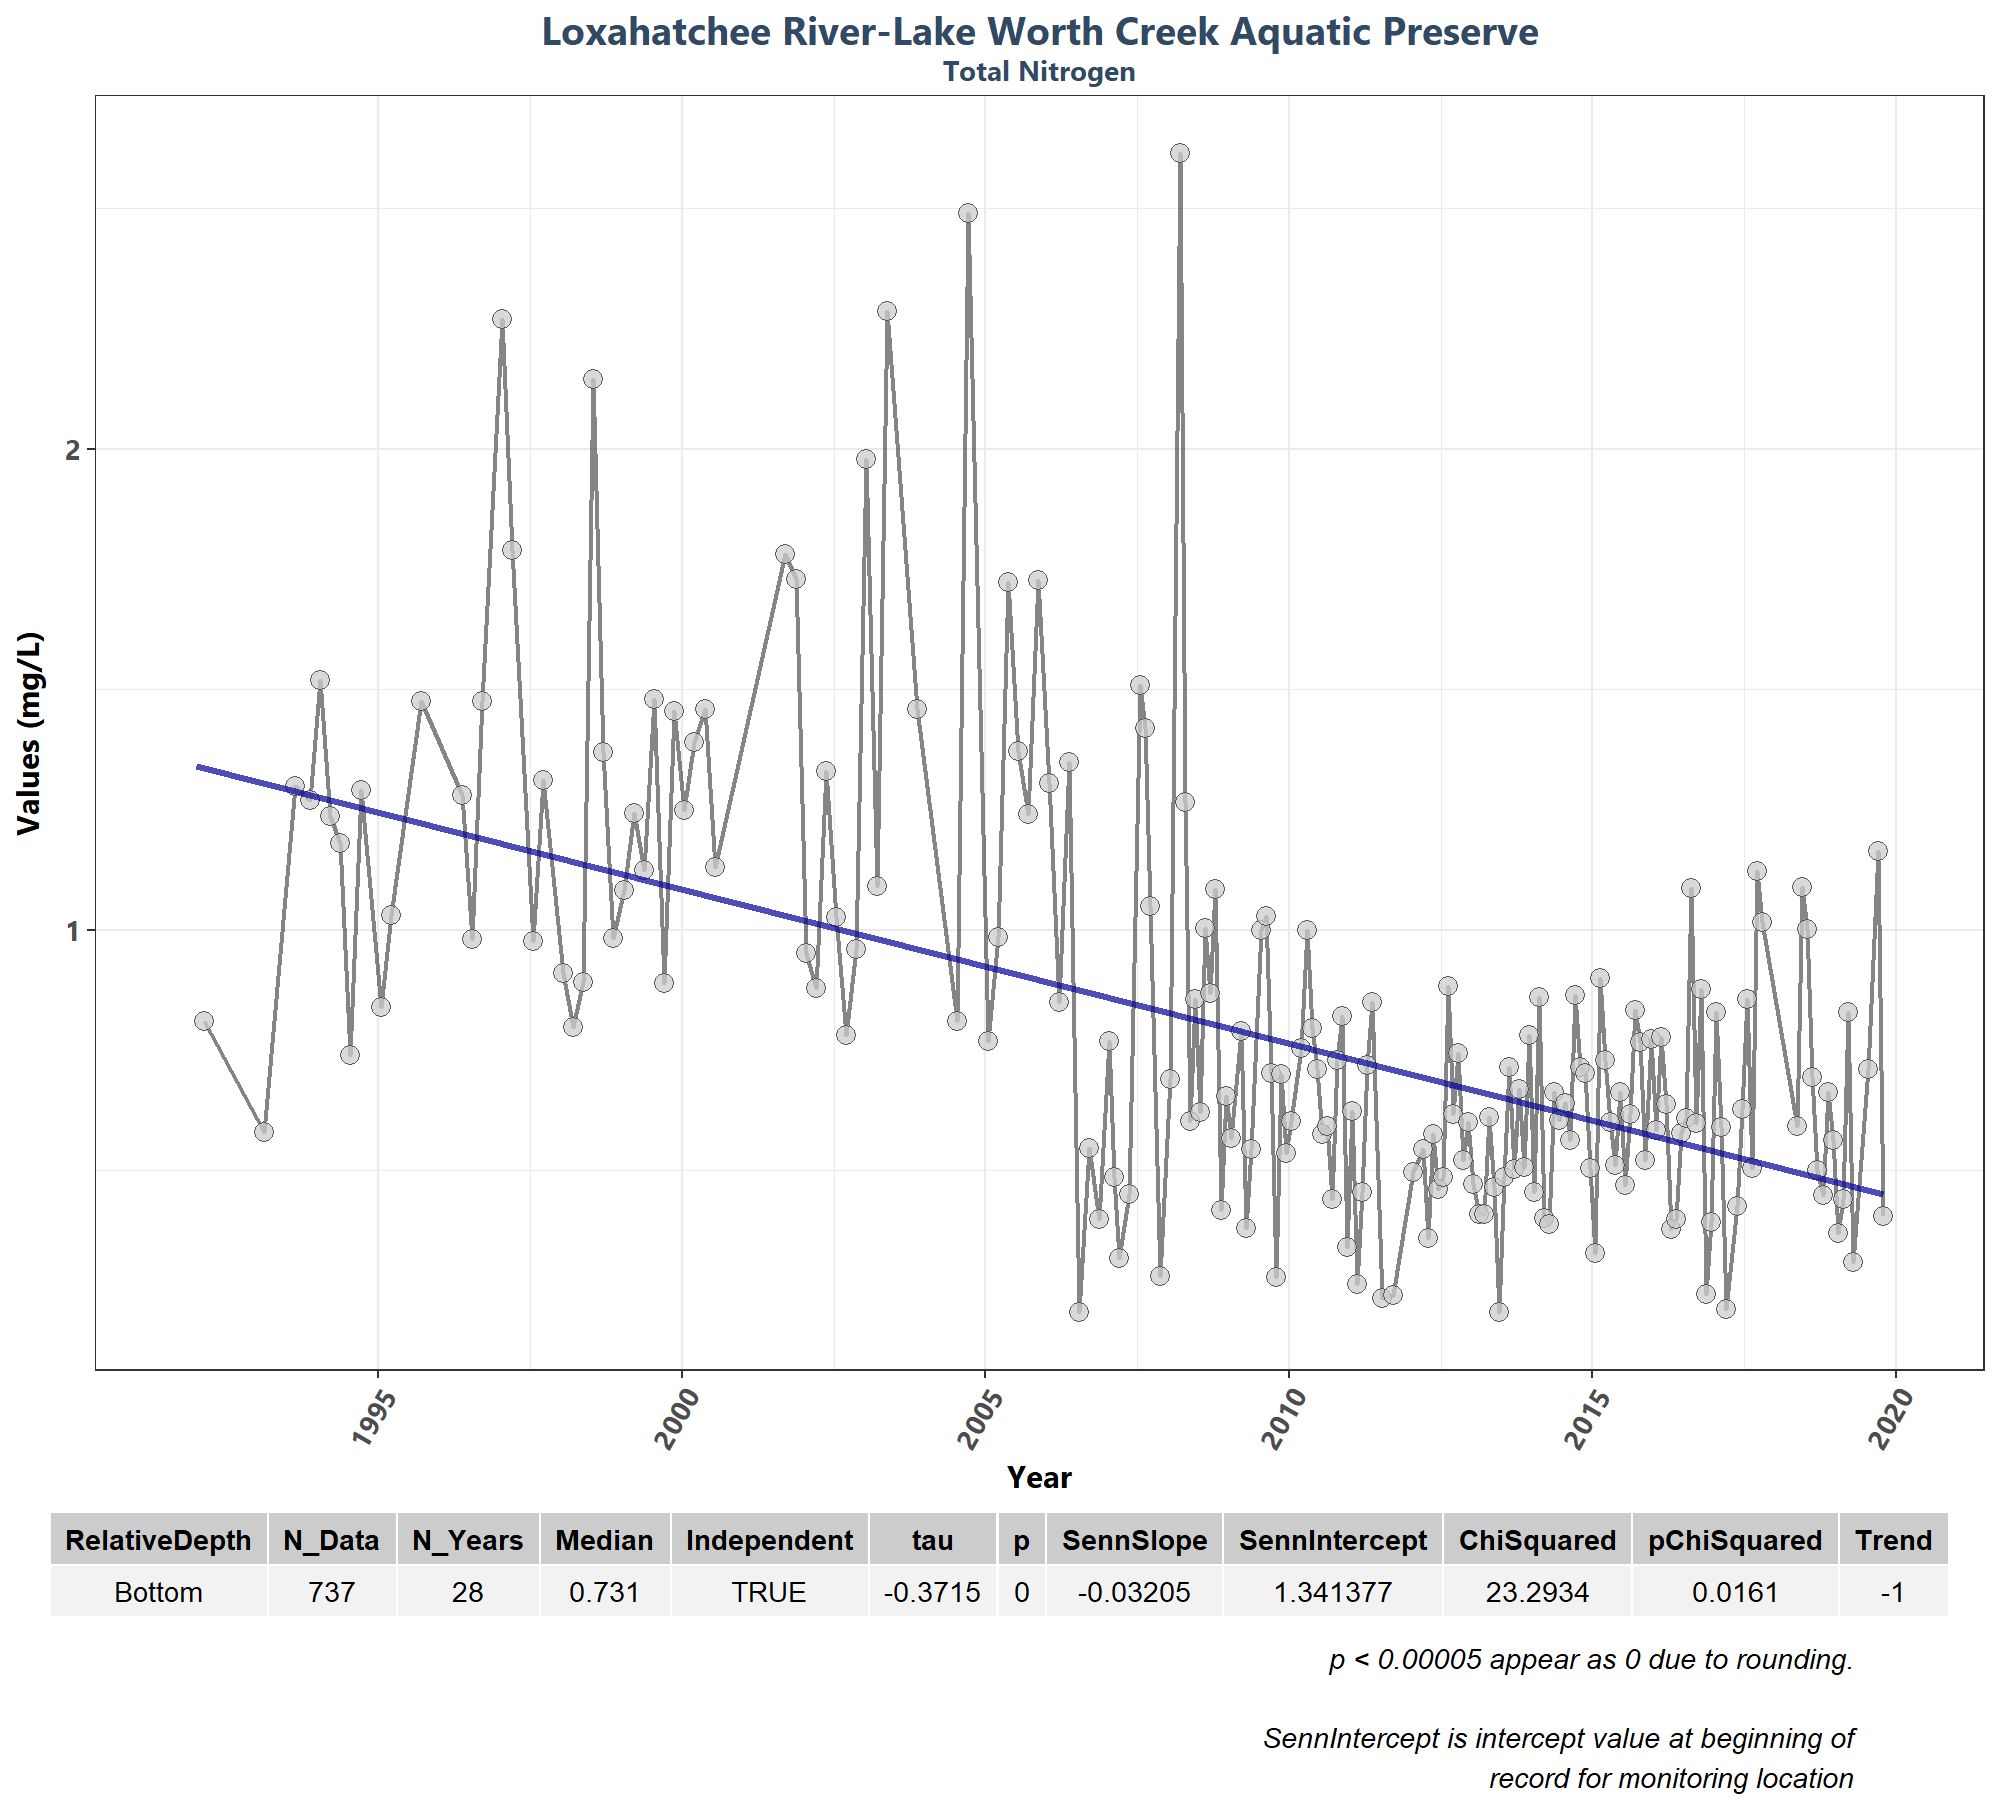 Loxahatchee River-Lake Worth Creek Aquatic Preserve
Total Nitrogen
Values (mg/L)
2
1
1995 2000 2005 2010 2015 2020
Year
RelativeDepth N_Data N_Years Median Independent tau p SennSlope SennIntercept ChiSquared pChiSquared Trend
Bottom 737 28 0.731 TRUE -0.3715 0 -0.03205 1.341377 23.2934 0.0161 -1
p < 0.00005 appear as 0 due to rounding.
SennIntercept is intercept value at beginning of
record for monitoring location